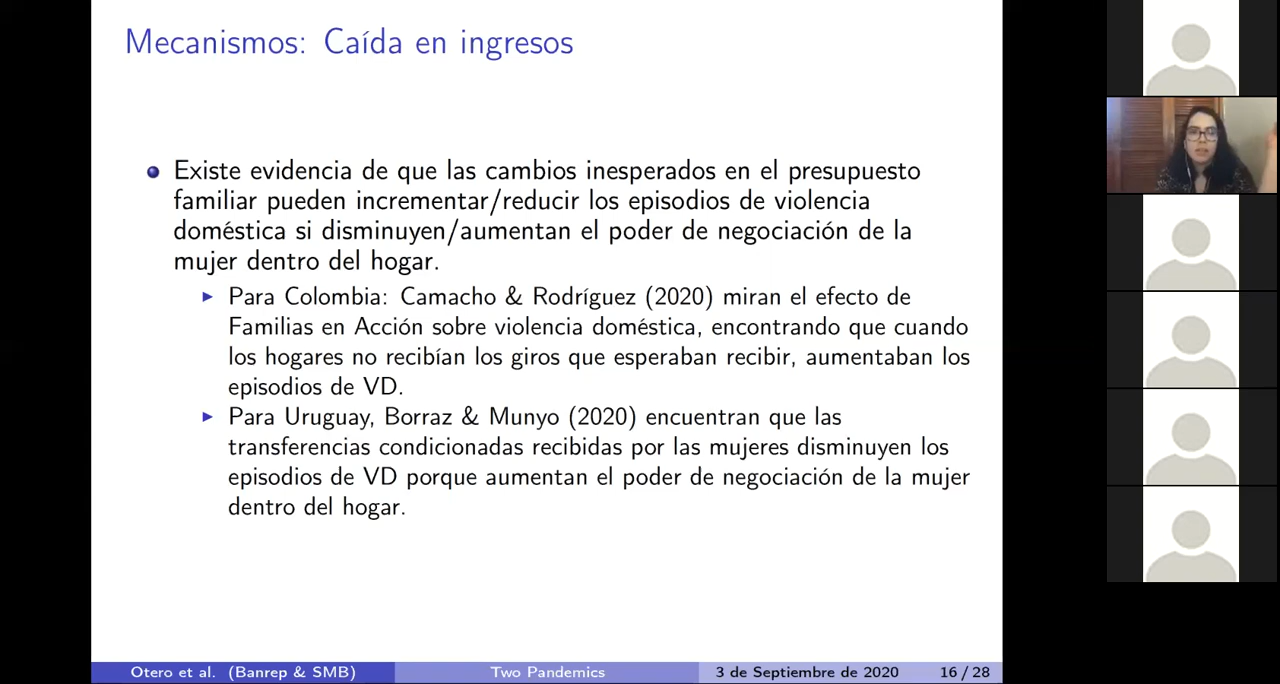 Mecanismos: Caída en ingresos
Existe evidencia de que las cambios inesperados en el presupuesto
familiar pueden incrementar/reducir los episodios de violencia
doméstica si disminuyen/aumentan el poder de negociación de la
mujer dentro del hogar.
Para Colombia: Camacho & Rodríguez (2020) miran el efecto de
Familias en Acción sobre violencia doméstica, encontrando que cuando
los hogares no recibían los giros que esperaban recibir, aumentaban los
episodios de VD.
Para Uruguay, Borraz & Munyo (2020) encuentran que las
transferencias condicionadas recibidas por las mujeres disminuyen los
episodios de VD porque aumentan el poder de negociación de la mujer
dentro del hogar.
Otero et al. (Banrep & SMB) Two Pandemics 3 de Septiembre de 2020 16 / 28